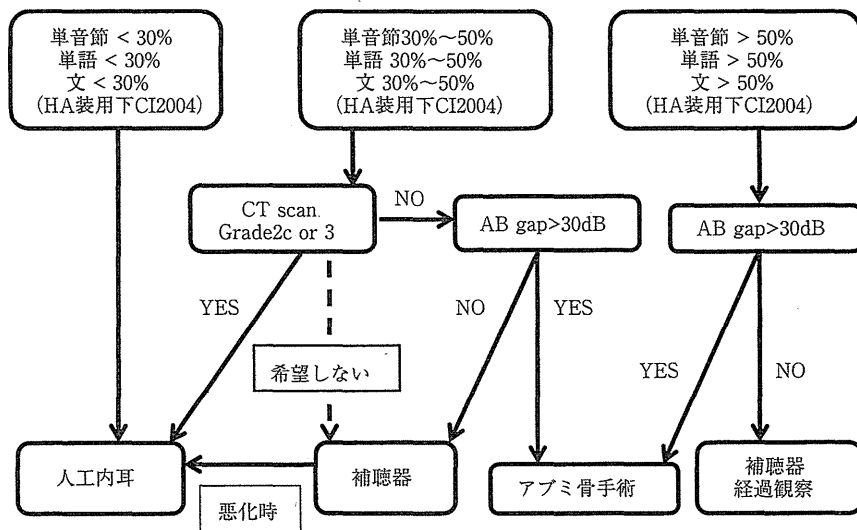 単音節 < 30%
単語 < 30%
文 < 30%
(HA装用下CI2004)
単音節30%〜50%
単語 30%〜50%
文 30%〜50%
(HA装用下CI2004)
単音節 > 50%
単語 > 50%
文 > 50%
(HA装用下CI2004)
CT scan.
Grade2c or 3
NO
AB gap>30dB
AB gap>30dB
YES
NO
YES
YES
NO
希望しない
人工内耳
補聴器
アブミ骨手術
補聴器
経過観察
悪化時